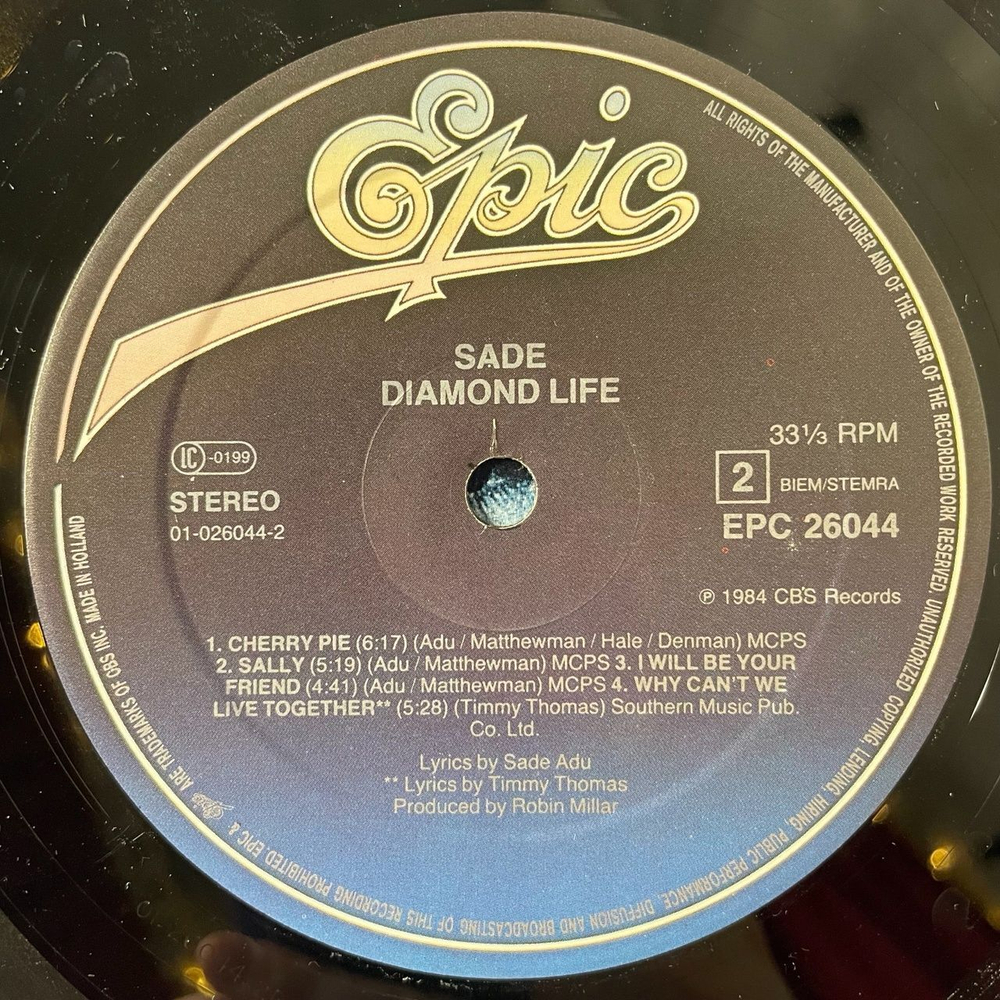 Epic
SADE
DIAMOND LIFE
33⅓ RPM
LC-0199
2 BIEM/STEMRA
STEREO
EPC 26044
01-026044-2
℗ 1984 CBS Records
1. CHERRY PIE (6:17) (Adu / Matthewman / Hale / Denman) MCPS
2. SALLY (5:19) (Adu / Matthewman) MCPS 3. I WILL BE YOUR
FRIEND (4:41) (Adu / Matthewman) MCPS 4. WHY CAN'T WE
LIVE TOGETHER** (5:28) (Timmy Thomas) Southern Music Pub.
Co. Ltd.
Lyrics by Sade Adu
** Lyrics by Timmy Thomas
Produced by Robin Millar
ALL RIGHTS OF THE MANUFACTURER AND OF THE OWNER OF THE RECORDED WORK RESERVED. UNAUTHORIZED COPYING, LENDING, HIRING, PUBLIC PERFORMANCE, DIFFUSION AND BROADCASTING OF THIS RECORDING PROHIBITED. EPIC & Epic ARE TRADEMARKS OF CBS INC. MADE IN HOLLAND